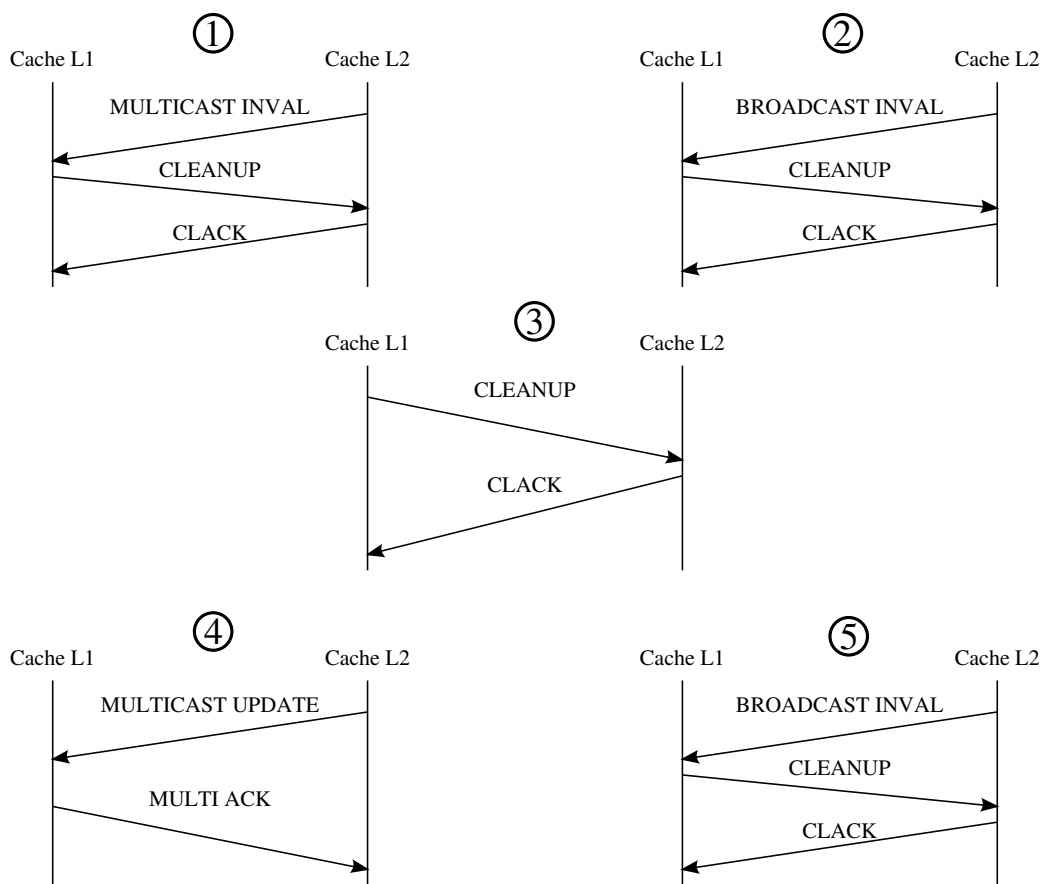 1
Cache L1
Cache L2
MULTICAST INVAL
CLEANUP
CLACK
2
Cache L1
Cache L2
BROADCAST INVAL
CLEANUP
CLACK
3
Cache L1
Cache L2
CLEANUP
CLACK
4
Cache L1
Cache L2
MULTICAST UPDATE
MULTI ACK
5
Cache L1
Cache L2
BROADCAST INVAL
CLEANUP
CLACK